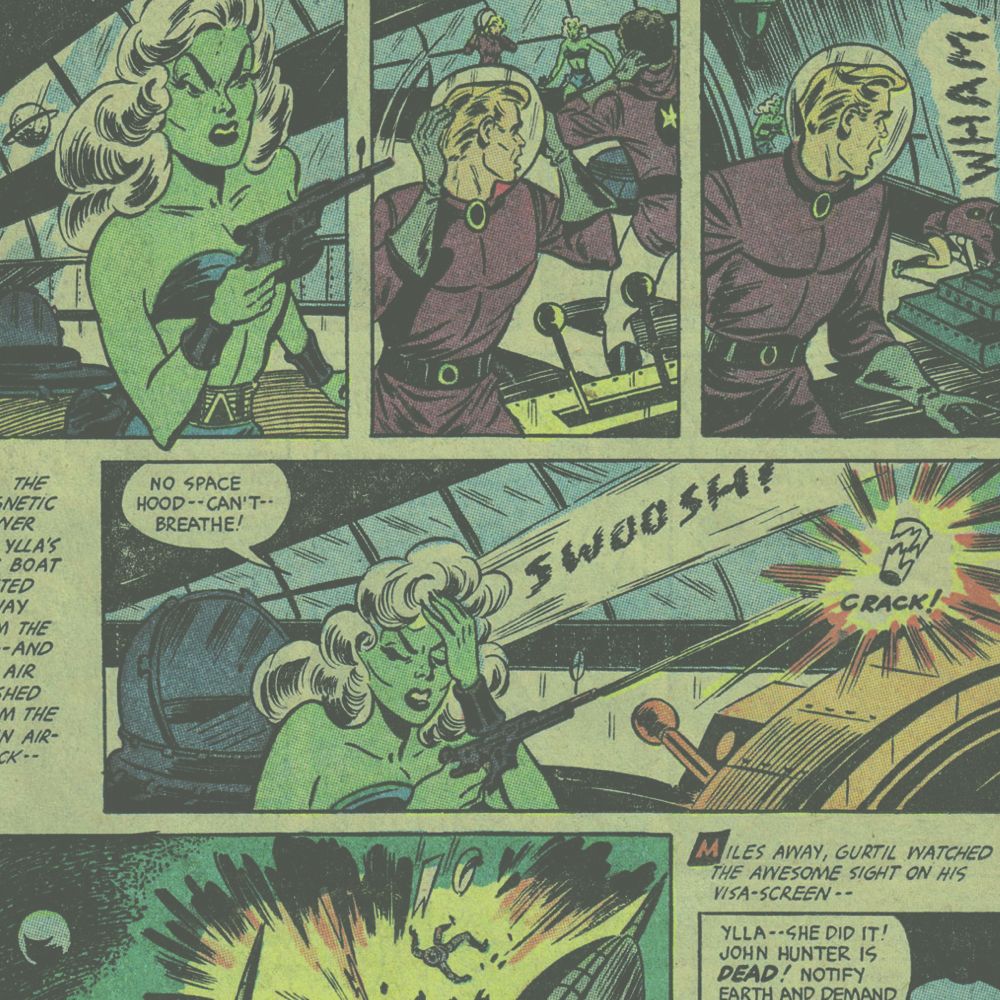 WHAM!
THE
GNETIC
NER
YLLA'S
BOAT
TED
WAY
M THE
--AND
AIR
SHED
M THE
N AIR-
CK--
NO SPACE
HOOD--CAN'T--
BREATHE!
SWOOSH!
CRACK!
MILES AWAY, GURTIL WATCHED
THE AWESOME SIGHT ON HIS
VISA-SCREEN--
YLLA--SHE DID IT!
JOHN HUNTER IS
DEAD! NOTIFY
EARTH AND DEMAND